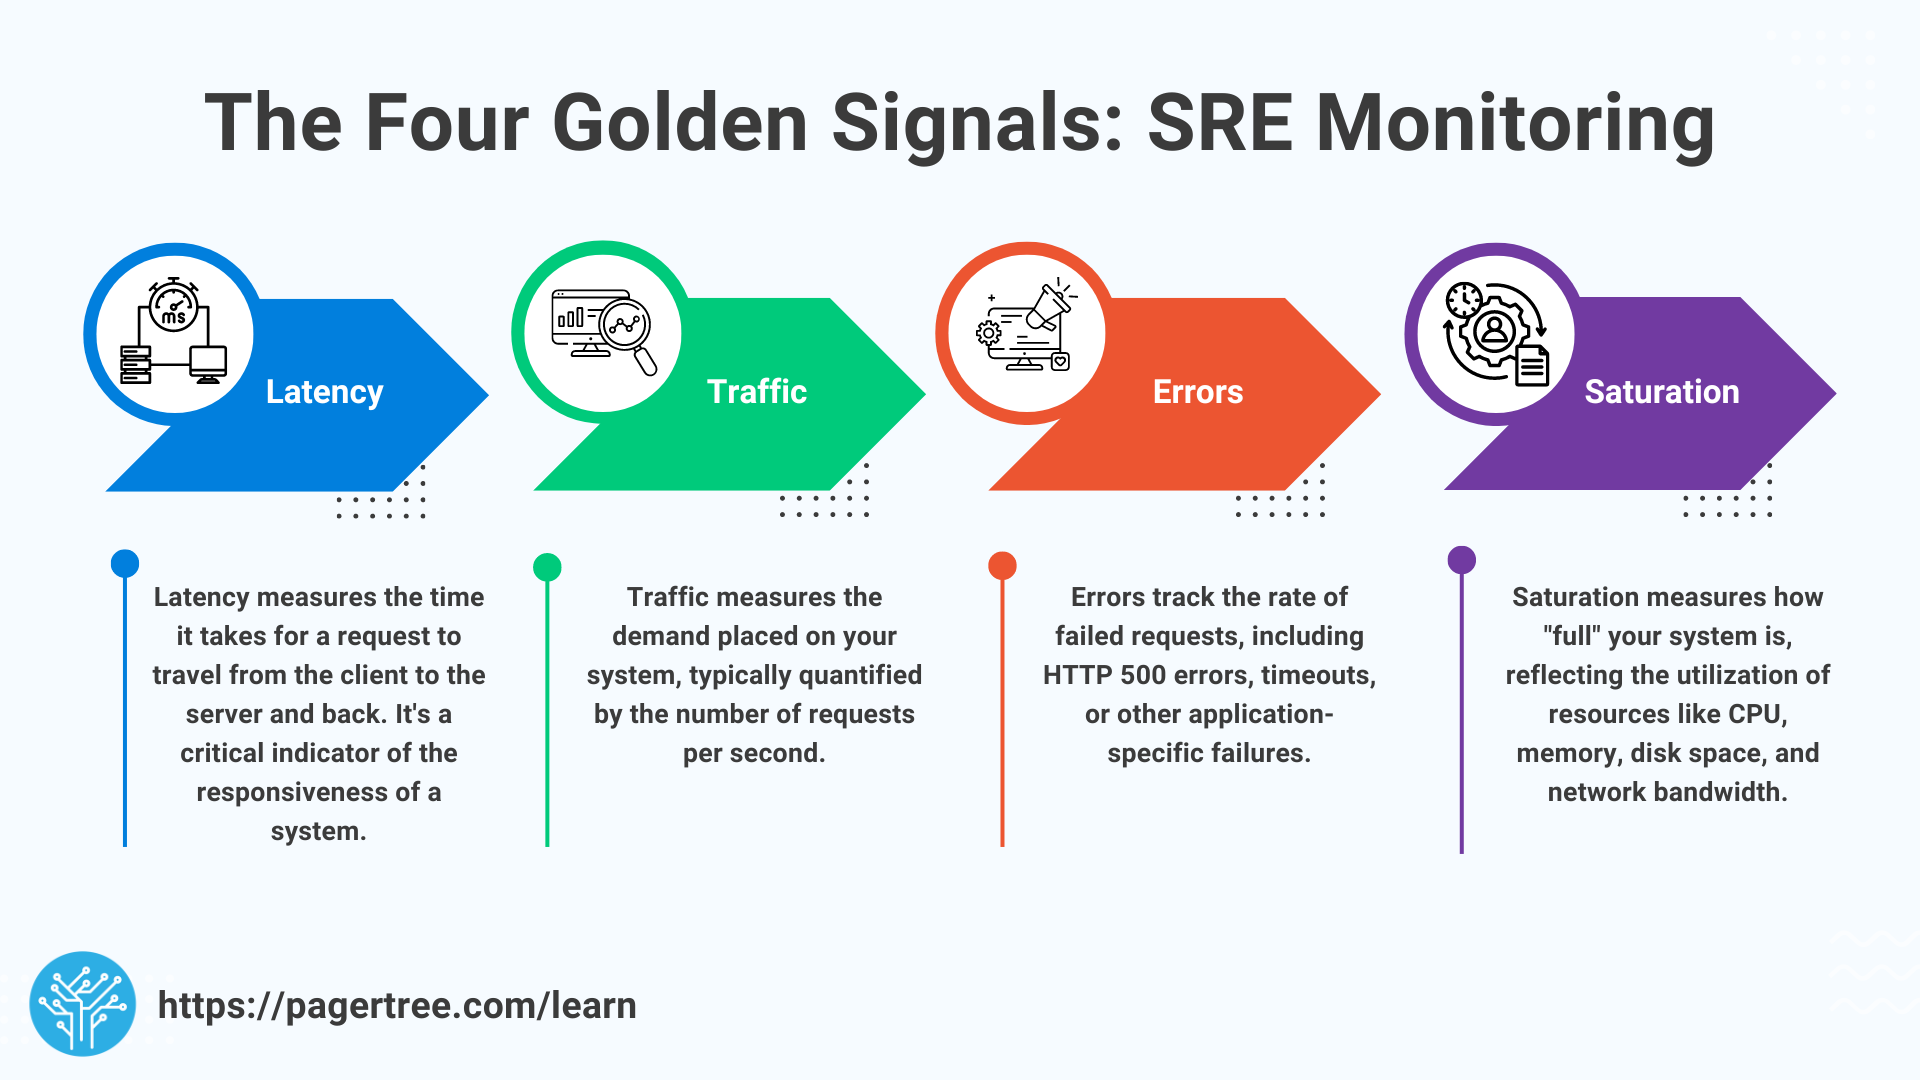 The Four Golden Signals: SRE Monitoring
ms
Latency
Traffic
Errors
Saturation
Latency measures the time
it takes for a request to
travel from the client to the
server and back. It's a
critical indicator of the
responsiveness of a
system.
Traffic measures the
demand placed on your
system, typically quantified
by the number of requests
per second.
Errors track the rate of
failed requests, including
HTTP 500 errors, timeouts,
or other application-
specific failures.
Saturation measures how
"full" your system is,
reflecting the utilization of
resources like CPU,
memory, disk space, and
network bandwidth.
https://pagertree.com/learn